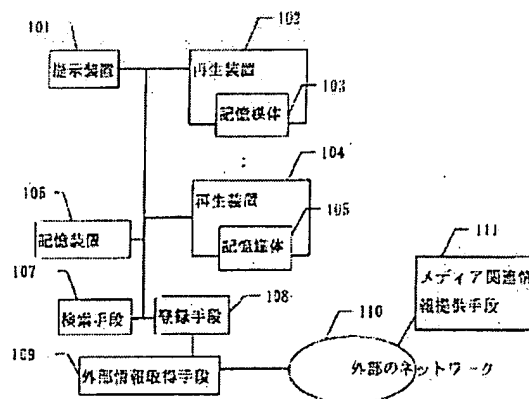 101
提示装置
102
再生装置
103
記憶媒体
:
104
再生装置
105
記憶媒体
106
記憶装置
107
検索手段
108
登録手段
109
外部情報取得手段
110
外部のネットワーク
111
メディア関連情
報提供手段